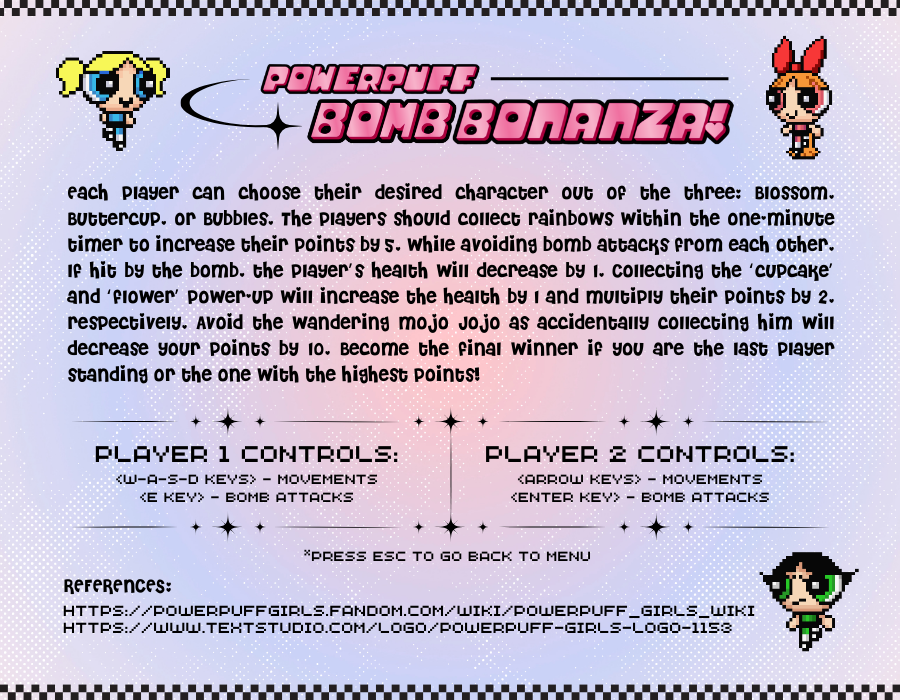 POWERPUFF
BOMB BONANZA!
Each player can choose their desired character out of the three: Blossom,
Buttercup, or Bubbles. The players should collect rainbows within the one-minute
timer to increase their points by 5, while avoiding bomb attacks from each other.
If hit by the bomb, the player's health will decrease by 1. Collecting the 'cupcake'
and 'flower' power-up will increase the health by 1 and multiply their points by 2,
respectively. Avoid the wandering mojo jojo as accidentally collecting him will
decrease your points by 10. Become the final winner if you are the last player
standing or the one with the highest points!
PLAYER 1 CONTROLS:
<W-A-S-D KEYS> - MOVEMENTS
<E KEY> - BOMB ATTACKS
PLAYER 2 CONTROLS:
<ARROW KEYS> - MOVEMENTS
<ENTER KEY> - BOMB ATTACKS
*PRESS ESC TO GO BACK TO MENU
References:
HTTPS://POWERPUFFGIRLS.FANDOM.COM/WIKI/POWERPUFF_GIRLS_WIKI
HTTPS://WWW.TEXTSTUDIO.COM/LOGO/POWERPUFF-GIRLS-LOGO-1153